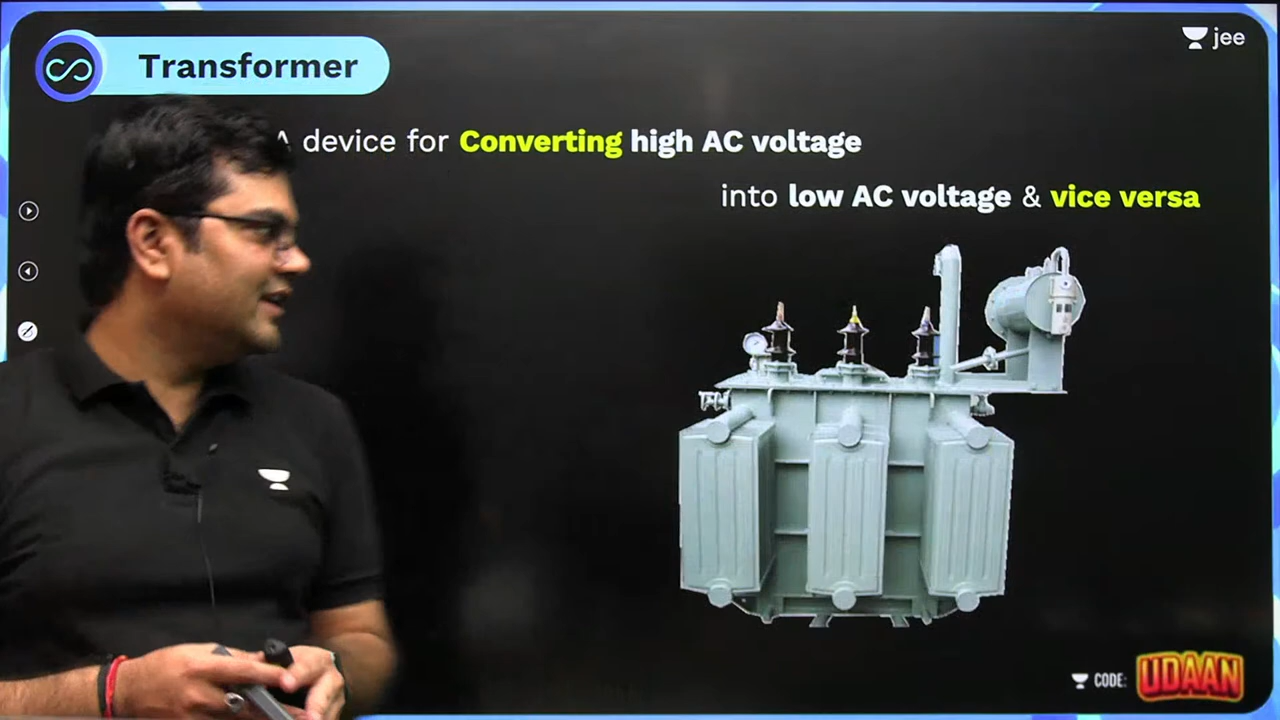 jee
Transformer
A device for Converting high AC voltage
into low AC voltage & vice versa
CODE: UDAAN